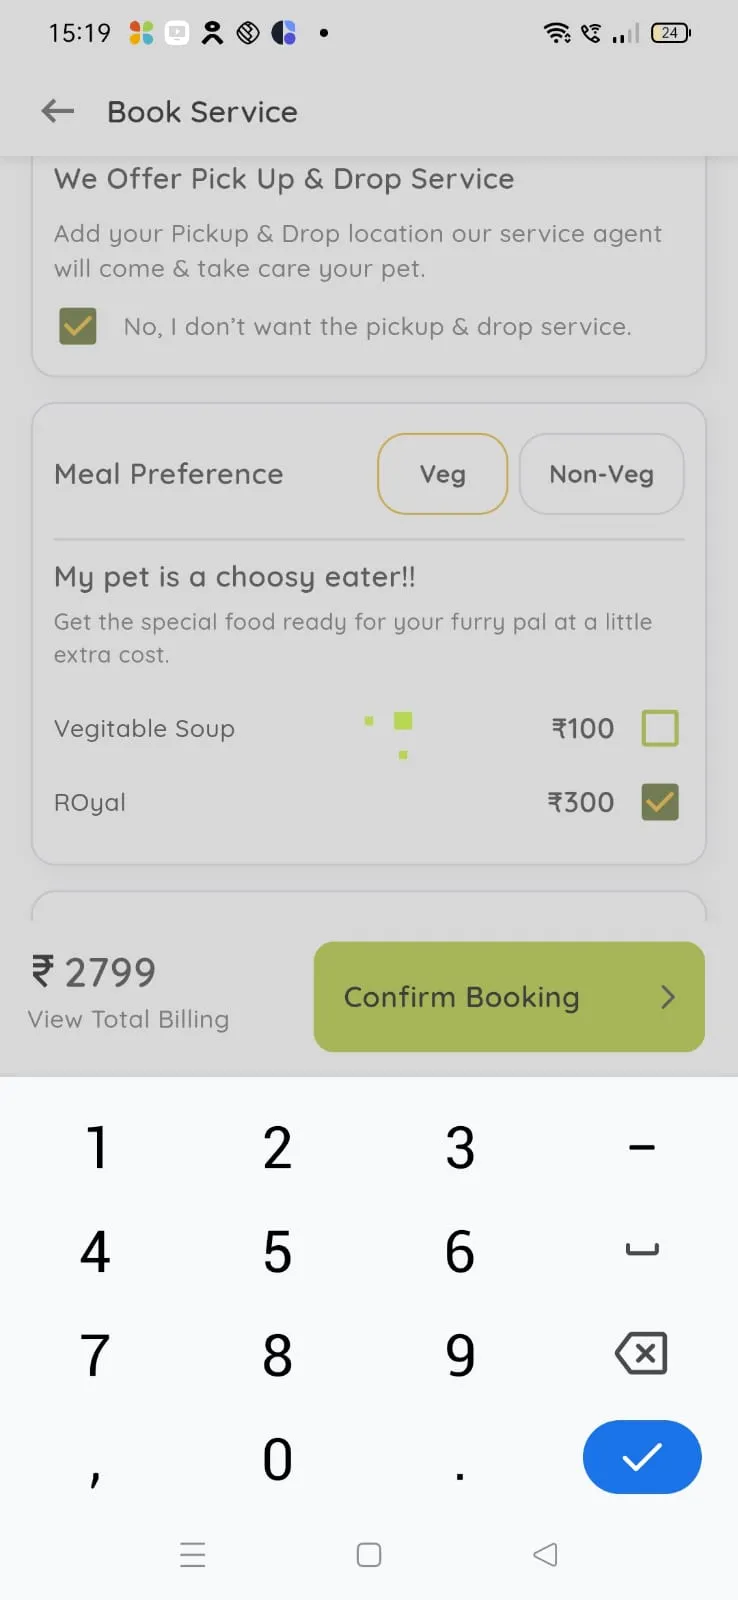 15:19
24
Book Service
We Offer Pick Up & Drop Service
Add your Pickup & Drop location our service agent
will come & take care your pet.
No, I don't want the pickup & drop service.
Meal Preference
Veg
Non-Veg
My pet is a choosy eater!!
Get the special food ready for your furry pal at a little
extra cost.
Vegitable Soup ₹100
ROyal ₹300
₹ 2799
View Total Billing
Confirm Booking
1 2 3 –
4 5 6
7 8 9
, 0 .